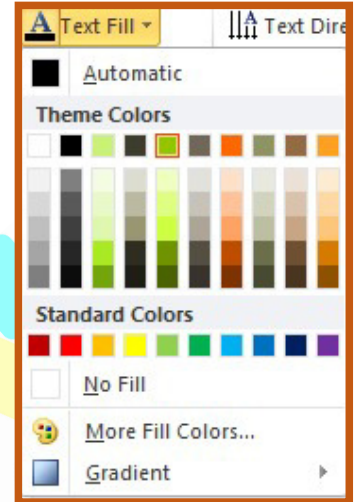 A Text Fill Text Dire
Automatic
Theme Colors
Standard Colors
No Fill
More Fill Colors...
Gradient